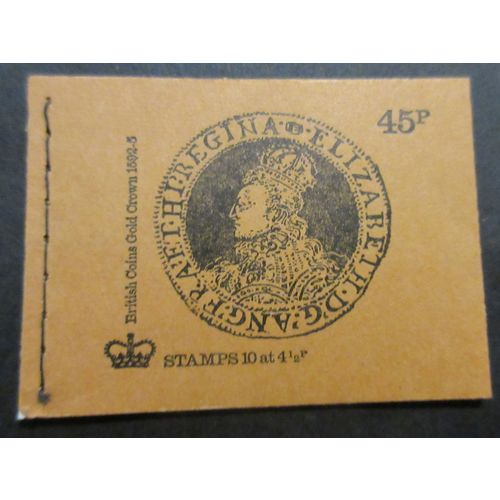 45P
ELIZABETH·D·G·ANG·FRA·ET·HI·REGINA·
British Coins Gold Crown 1592-5
STAMPS 10 at 4½P